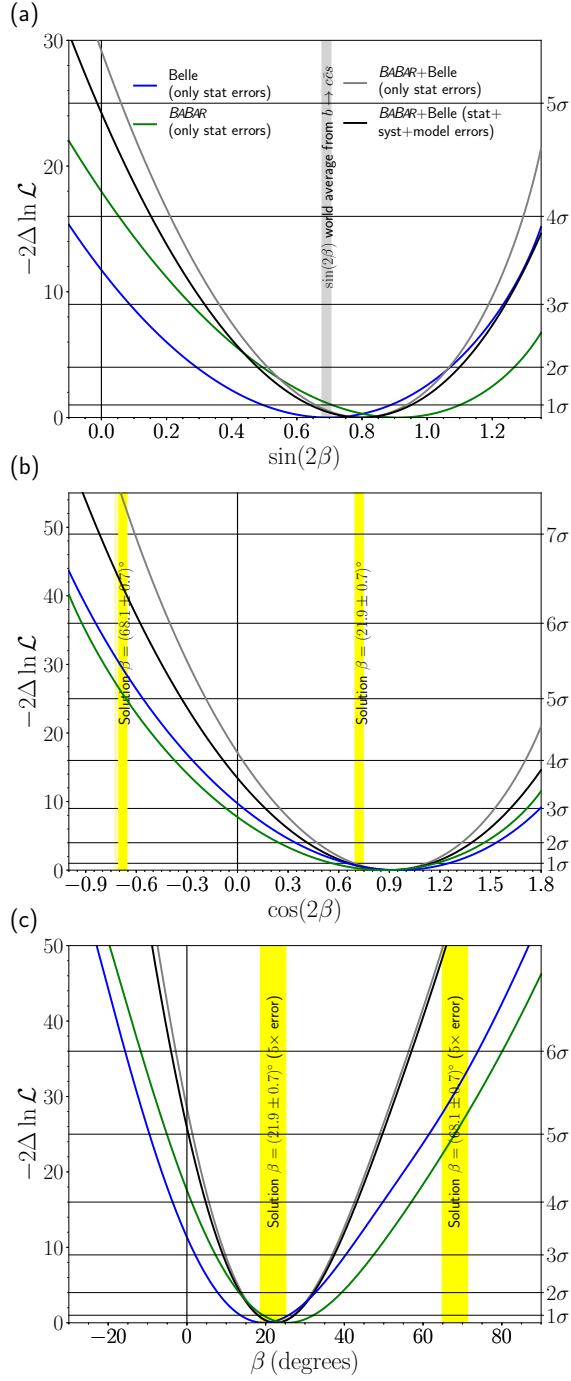 (a)
Belle
(only stat errors)
BABAR
(only stat errors)
BABAR+Belle
(only stat errors)
BABAR+Belle (stat+
syst+model errors)
sin(2β) world average from b → cc̄s
−2Δ ln ℒ
30
20
10
0
5σ
4σ
3σ
2σ
1σ
0.0 0.2 0.4 0.6 0.8 1.0 1.2
sin(2β)
(b)
−2Δ ln ℒ
50
40
30
20
10
0
Solution β = (68.1 ± 0.7)°
Solution β = (21.9 ± 0.7)°
7σ
6σ
5σ
4σ
3σ
2σ
1σ
−0.9 −0.6 −0.3 0.0 0.3 0.6 0.9 1.2 1.5 1.8
cos(2β)
(c)
−2Δ ln ℒ
50
40
30
20
10
0
Solution β = (21.9 ± 0.7)° (5× error)
Solution β = (68.1 ± 0.7)° (5× error)
6σ
5σ
4σ
3σ
2σ
1σ
−20 0 20 40 60 80
β (degrees)